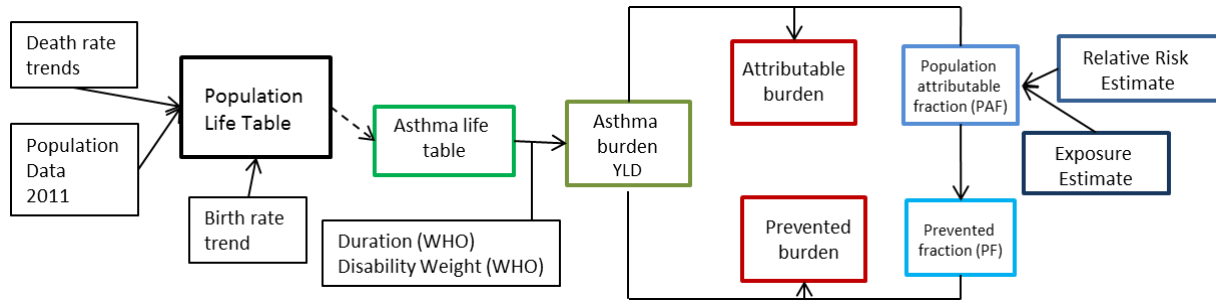 Death rate
trends
Population
Data
2011
Population
Life Table
Birth rate
trend
Asthma life
table
Duration (WHO)
Disability Weight (WHO)
Asthma
burden
YLD
Attributable
burden
Prevented
burden
Population
attributable
fraction (PAF)
Prevented
fraction (PF)
Relative Risk
Estimate
Exposure
Estimate